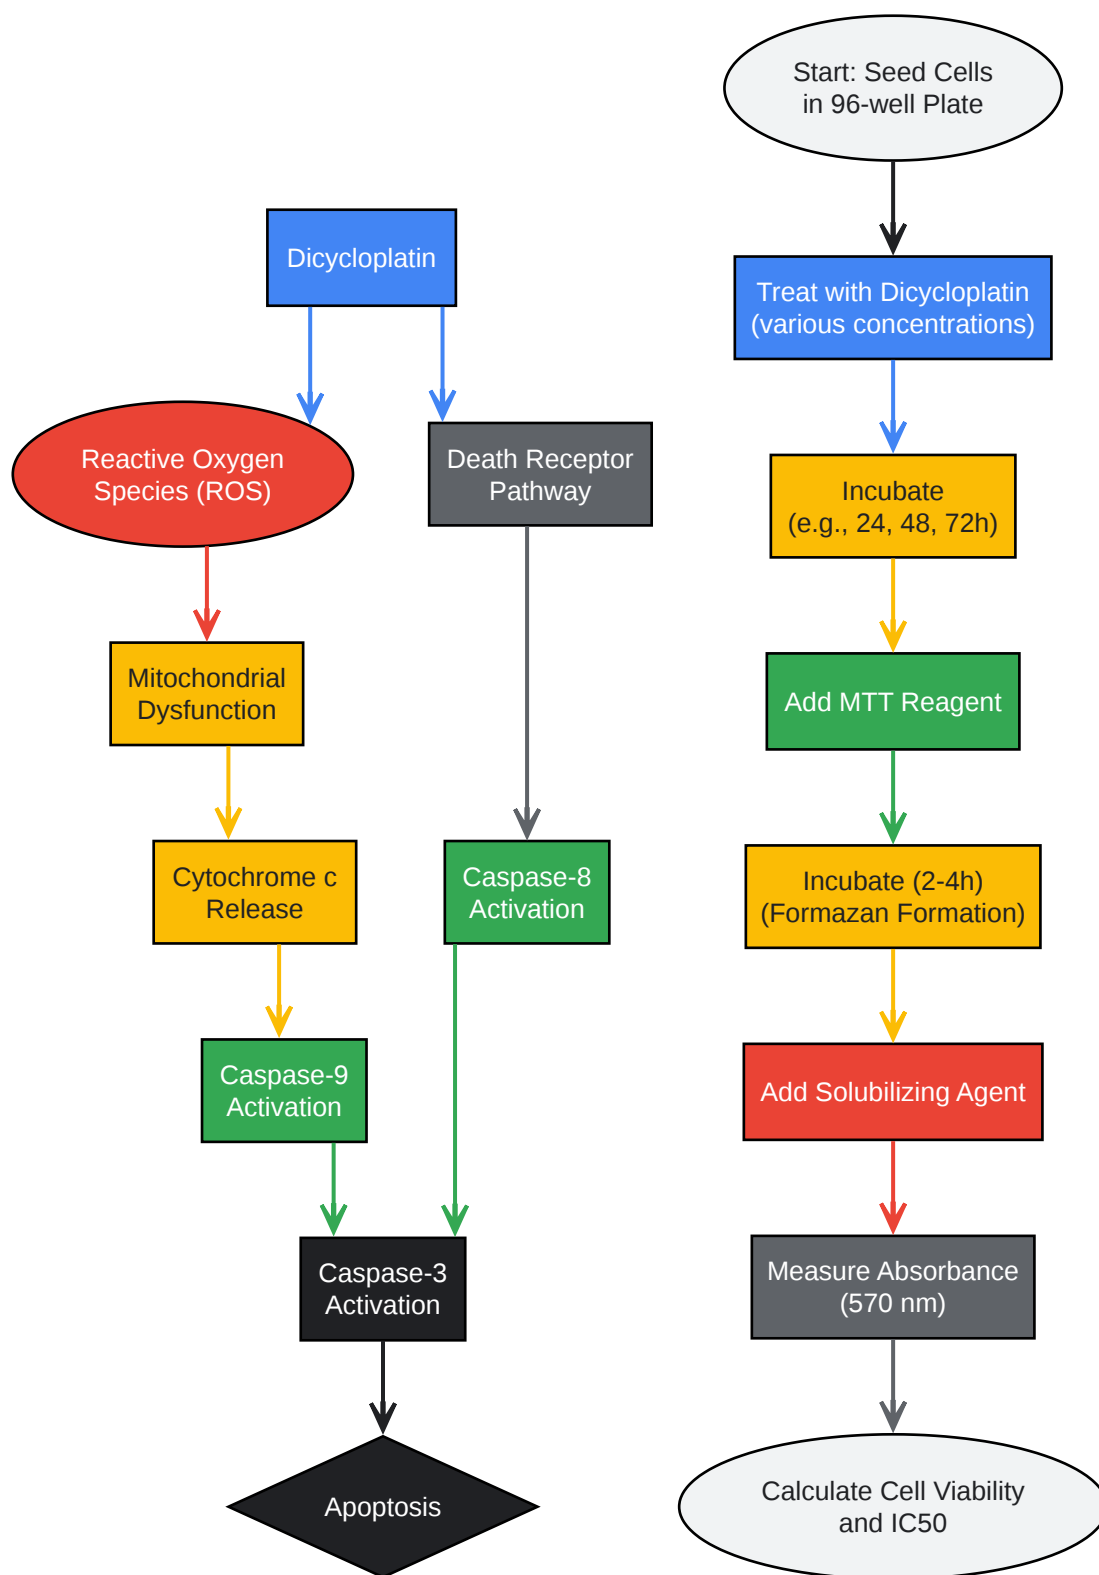 Dicycloplatin
Reactive Oxygen
Species (ROS)
Death Receptor
Pathway
Mitochondrial
Dysfunction
Cytochrome c
Release
Caspase-8
Activation
Caspase-9
Activation
Caspase-3
Activation
Apoptosis
Start: Seed Cells
in 96-well Plate
Treat with Dicycloplatin
(various concentrations)
Incubate
(e.g., 24, 48, 72h)
Add MTT Reagent
Incubate (2-4h)
(Formazan Formation)
Add Solubilizing Agent
Measure Absorbance
(570 nm)
Calculate Cell Viability
and IC50